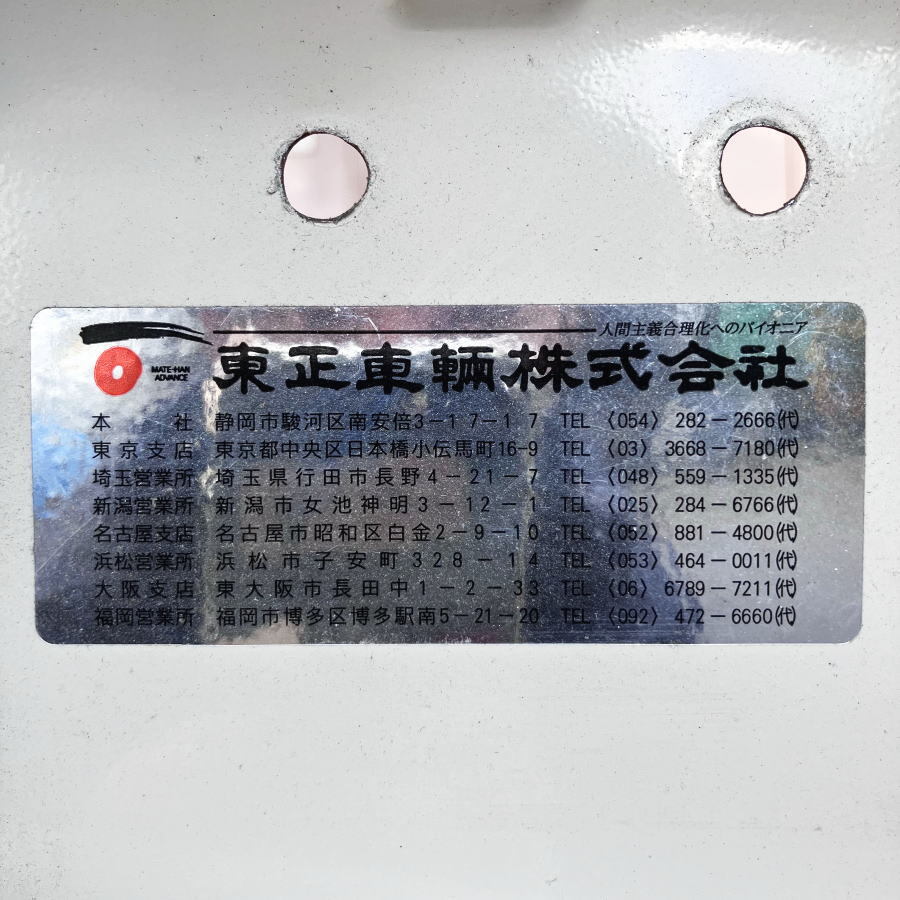 人間主義合理化へのパイオニア
MATE-HAN
ADVANCE
東正車輌株式会社
本社 静岡市駿河区南安倍3-17-17 TEL〈054〉282-2666㈹
東京支店 東京都中央区日本橋小伝馬町16-9 TEL〈03〉3668-7180㈹
埼玉営業所 埼玉県行田市長野4-21-7 TEL〈048〉559-1335㈹
新潟営業所 新潟市女池神明3-12-1 TEL〈025〉284-6766㈹
名古屋支店 名古屋市昭和区白金2-9-10 TEL〈052〉881-4800㈹
浜松営業所 浜松市子安町328-14 TEL〈053〉464-0011㈹
大阪支店 東大阪市長田中1-2-33 TEL〈06〉6789-7211㈹
福岡営業所 福岡市博多区博多駅南5-21-20 TEL〈092〉472-6660㈹